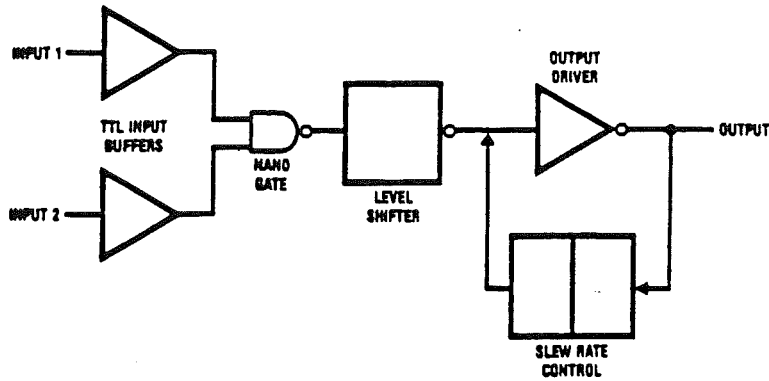 INPUT 1
TTL INPUT
BUFFERS
INPUT 2
NAND
GATE
LEVEL
SHIFTER
OUTPUT
DRIVER
OUTPUT
SLEW RATE
CONTROL